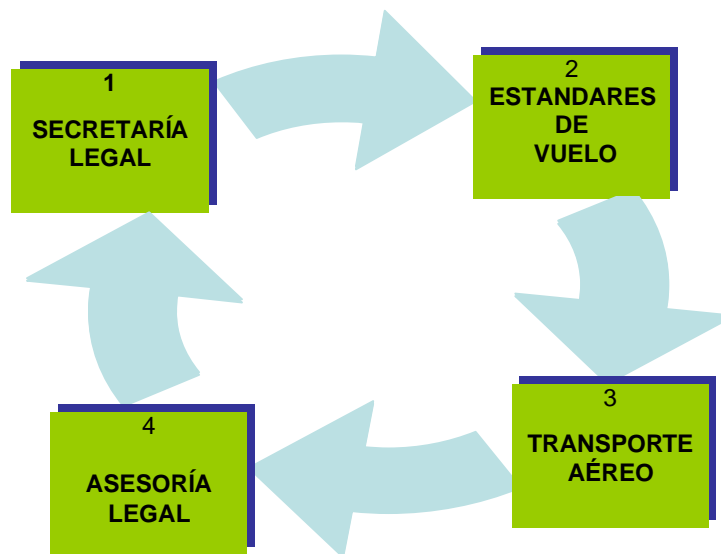 1
SECRETARÍA
LEGAL
2
ESTANDARES
DE
VUELO
3
TRANSPORTE
AÉREO
4
ASESORÍA
LEGAL